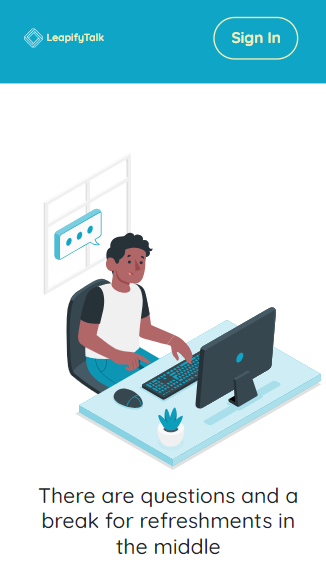 LeapifyTalk
Sign In
There are questions and a
break for refreshments in
the middle